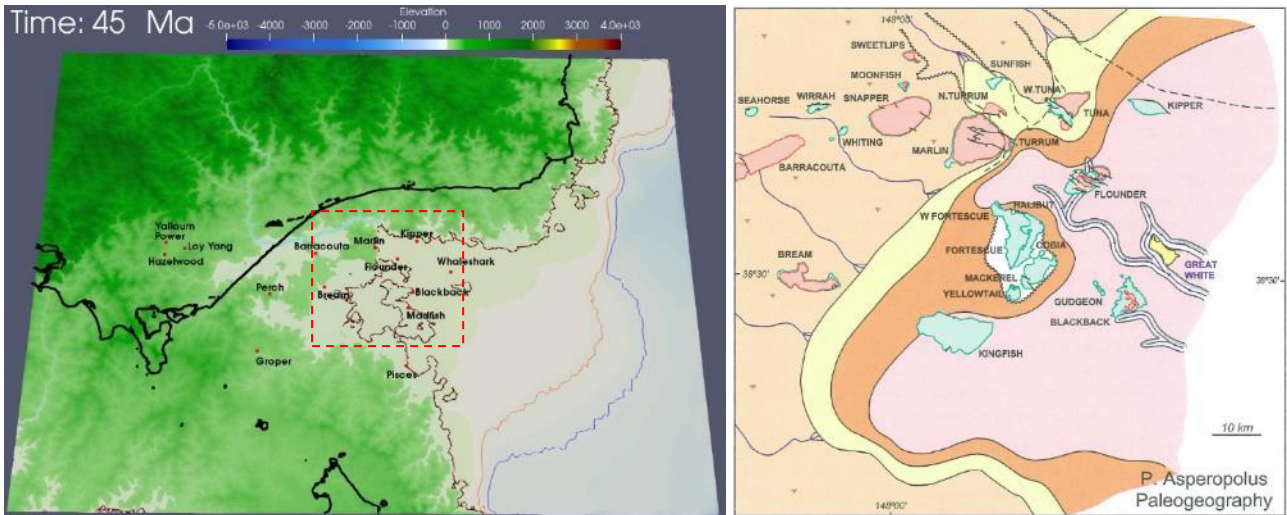 Time: 45 Ma
Elevation
-5.0e+03 -4000 -3000 -2000 -1000 0 1000 2000 3000 4.0e+03
Yallourn
Power
Loy Yang
Hazelwood
Barracouta
Marlin
Kipper
Flounder
Whaleshark
Perch
Bream
Blackback
Madfish
Groper
Pisces
148°00'
SWEETLIPS
SUNFISH
MOONFISH
W.TUNA
SEAHORSE
WIRRAH
SNAPPER
N.TURRUM
TUNA
KIPPER
WHITING
TURRUM
MARLIN
BARRACOUTA
FLOUNDER
HALIBUT
W FORTESCUE
FORTESCUE
COBIA
BREAM
GREAT
WHITE
38°30'
38°30'
MACKEREL
YELLOWTAIL
GUDGEON
BLACKBACK
KINGFISH
10 km
P. Asperopolus
Paleogeography
148°00'